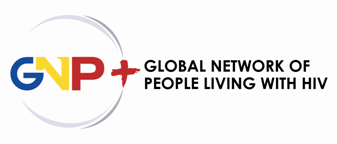 GNP+
GLOBAL NETWORK OF
PEOPLE LIVING WITH HIV